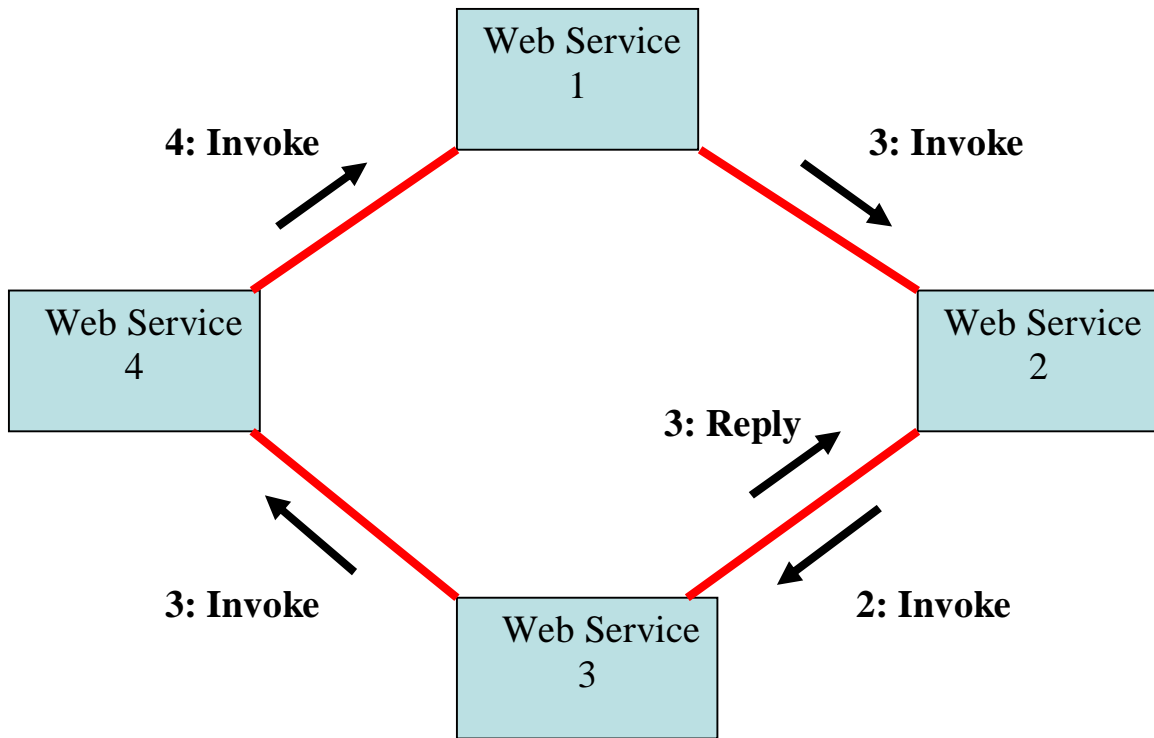 Web Service
1
4: Invoke
3: Invoke
Web Service
4
Web Service
2
3: Reply
3: Invoke
2: Invoke
Web Service
3